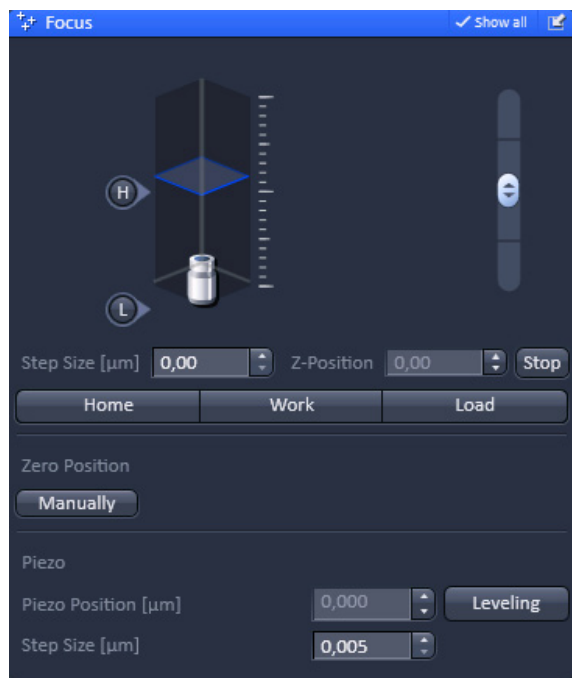 Focus Show all
H
L
Step Size [µm] 0,00 Z-Position 0,00 Stop
Home Work Load
Zero Position
Manually
Piezo
Piezo Position [µm] 0,000 Leveling
Step Size [µm] 0,005